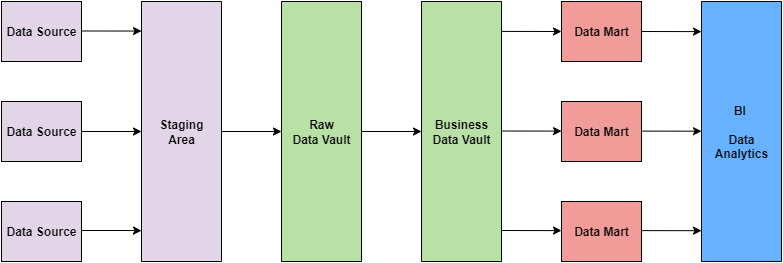 Data Source
Data Source
Data Source
Staging
Area
Raw
Data Vault
Business
Data Vault
Data Mart
Data Mart
Data Mart
BI
Data
Analytics